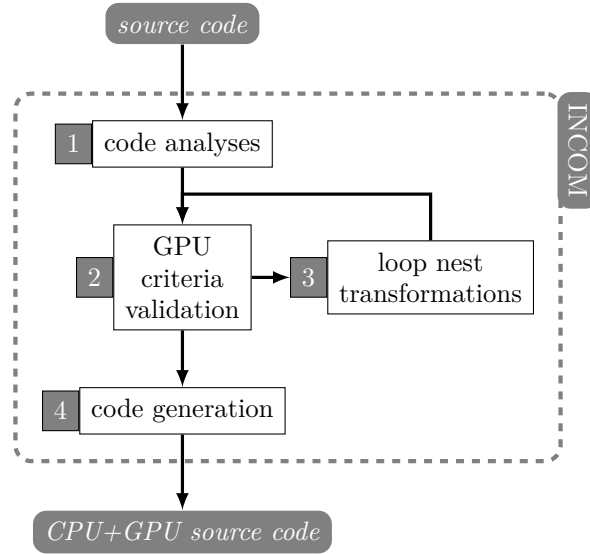 source code
INCOM
1
code analyses
2
GPU
criteria
validation
3
loop nest
transformations
4
code generation
CPU+GPU source code